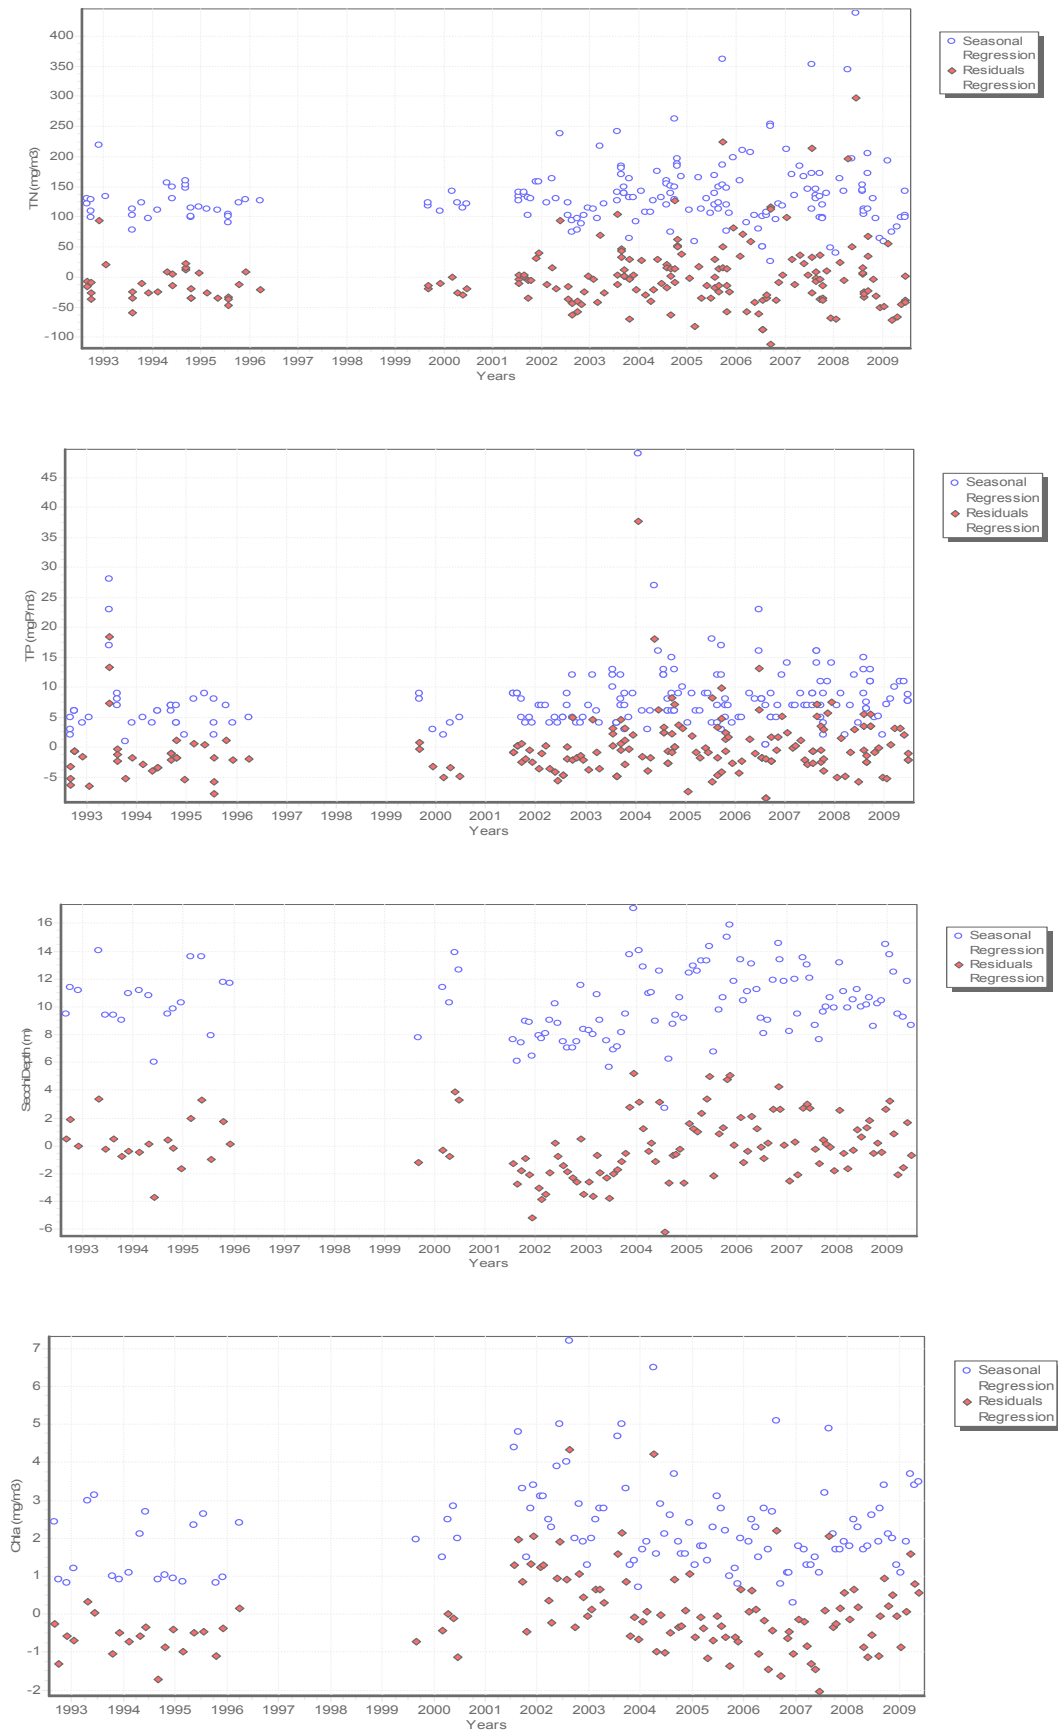 400
350
300
250
200
150
100
50
0
-50
-100
TN (mg/m3)
1993 1994 1995 1996 1997 1998 1999 2000 2001 2002 2003 2004 2005 2006 2007 2008 2009
Years
Seasonal
Regression
Residuals
Regression
45
40
35
30
25
20
15
10
5
0
-5
TP (mgP/m3)
1993 1994 1995 1996 1997 1998 1999 2000 2001 2002 2003 2004 2005 2006 2007 2008 2009
Years
Seasonal
Regression
Residuals
Regression
16
14
12
10
8
6
4
2
0
-2
-4
-6
SecchiDepth (m)
1993 1994 1995 1996 1997 1998 1999 2000 2001 2002 2003 2004 2005 2006 2007 2008 2009
Years
Seasonal
Regression
Residuals
Regression
7
6
5
4
3
2
1
0
-1
-2
Chla (mg/m3)
1993 1994 1995 1996 1997 1998 1999 2000 2001 2002 2003 2004 2005 2006 2007 2008 2009
Years
Seasonal
Regression
Residuals
Regression